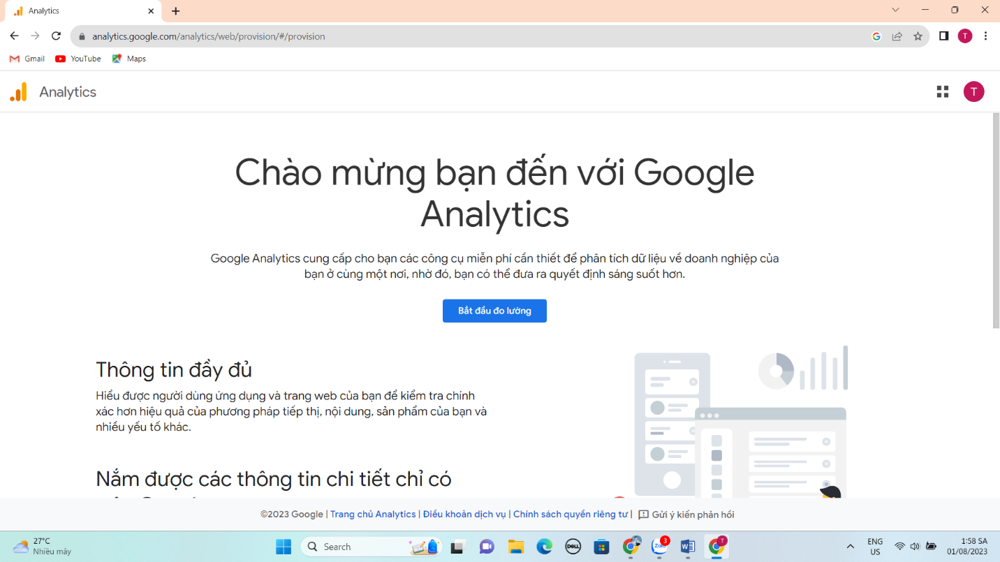 Analytics
analytics.google.com/analytics/web/provision/#/provision
T
Gmail YouTube Maps
Analytics
T
Chào mừng bạn đến với Google
Analytics
Google Analytics cung cấp cho bạn các công cụ miễn phí cần thiết để phân tích dữ liệu về doanh nghiệp của
bạn ở cùng một nơi, nhờ đó, bạn có thể đưa ra quyết định sáng suốt hơn.
Bắt đầu đo lường
Thông tin đầy đủ
Hiểu được người dùng ứng dụng và trang web của bạn để kiểm tra chính
xác hơn hiệu quả của phương pháp tiếp thị, nội dung, sản phẩm của bạn và
nhiều yếu tố khác.
Nắm được các thông tin chi tiết chỉ có
©2023 Google | Trang chủ Analytics | Điều khoản dịch vụ | Chính sách quyền riêng tư | Gửi ý kiến phản hồi
27°C
Nhiều mây
Search
DELL
Zalo
3
T
ENG
US
1:58 SA
01/08/2023